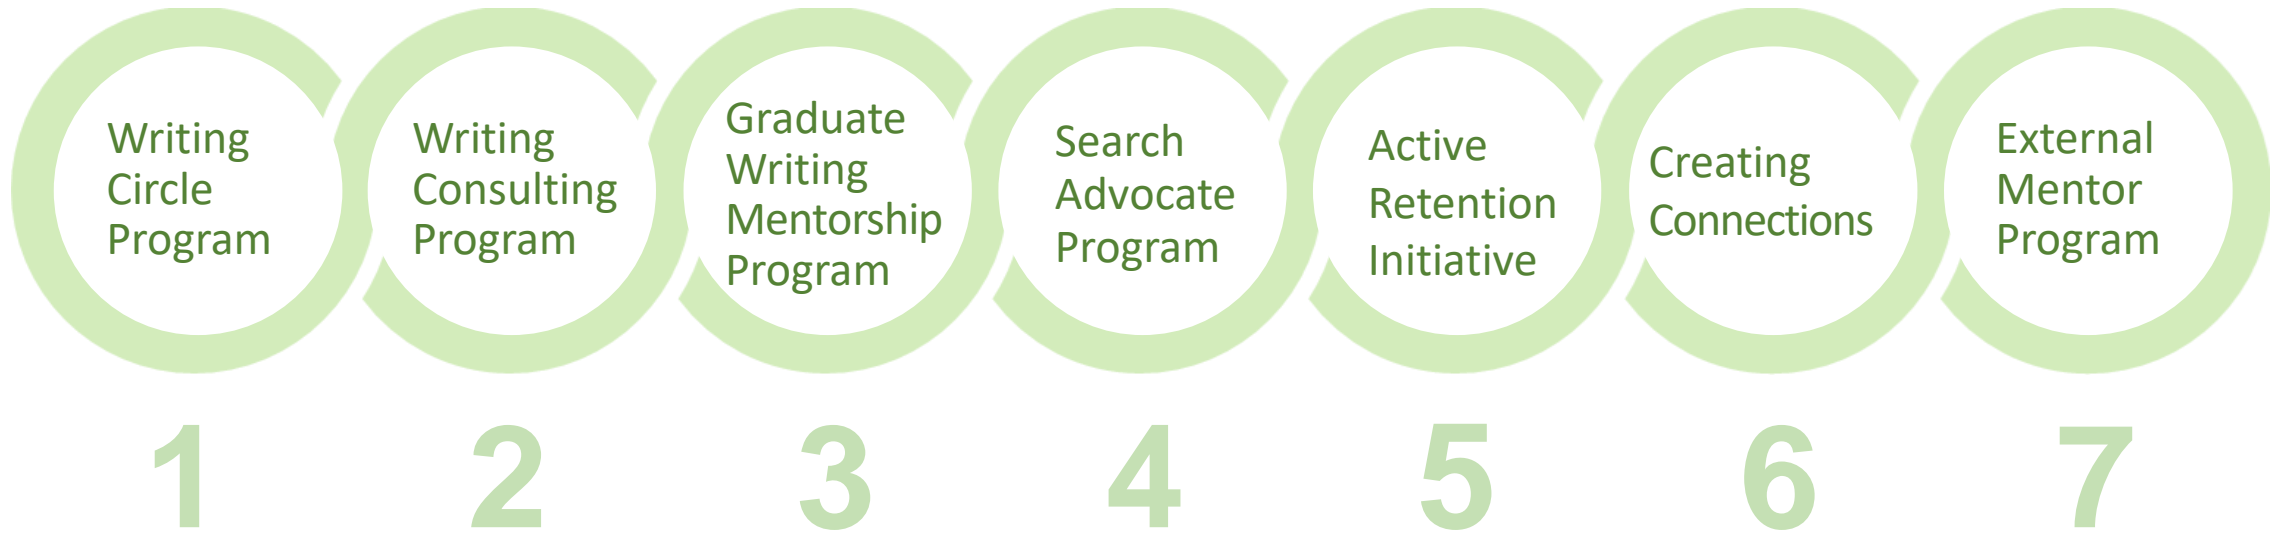 Writing
Circle
Program
Writing
Consulting
Program
Graduate
Writing
Mentorship
Program
Search
Advocate
Program
Active
Retention
Initiative
Creating
Connections
External
Mentor
Program
1
2
3
4
5
6
7